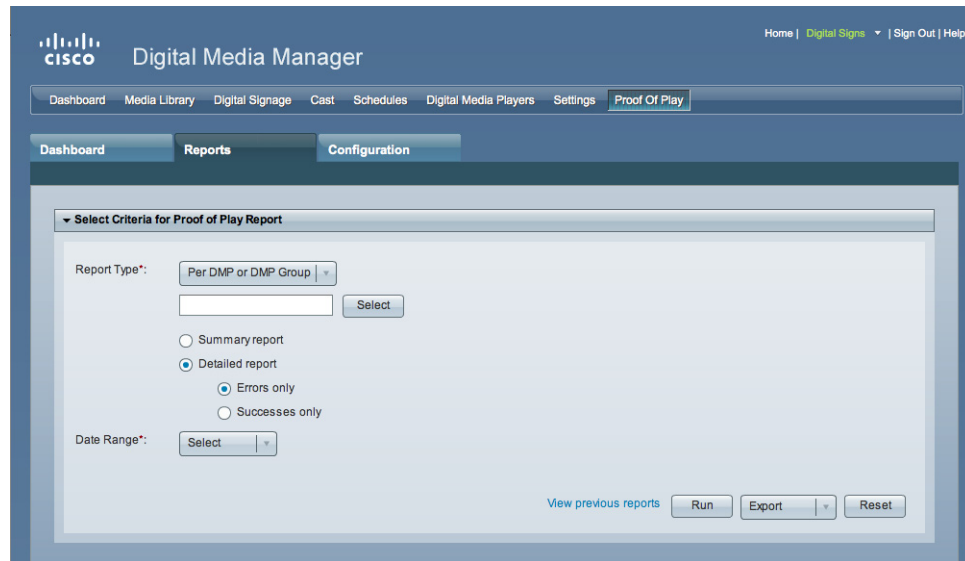 Home | Digital Signs | Sign Out | Help
CISCO Digital Media Manager
Dashboard Media Library Digital Signage Cast Schedules Digital Media Players Settings Proof Of Play
Dashboard Reports Configuration
Select Criteria for Proof of Play Report
Report Type*: Per DMP or DMP Group
Select
Summary report
Detailed report
Errors only
Successes only
Date Range*: Select
View previous reports Run Export Reset